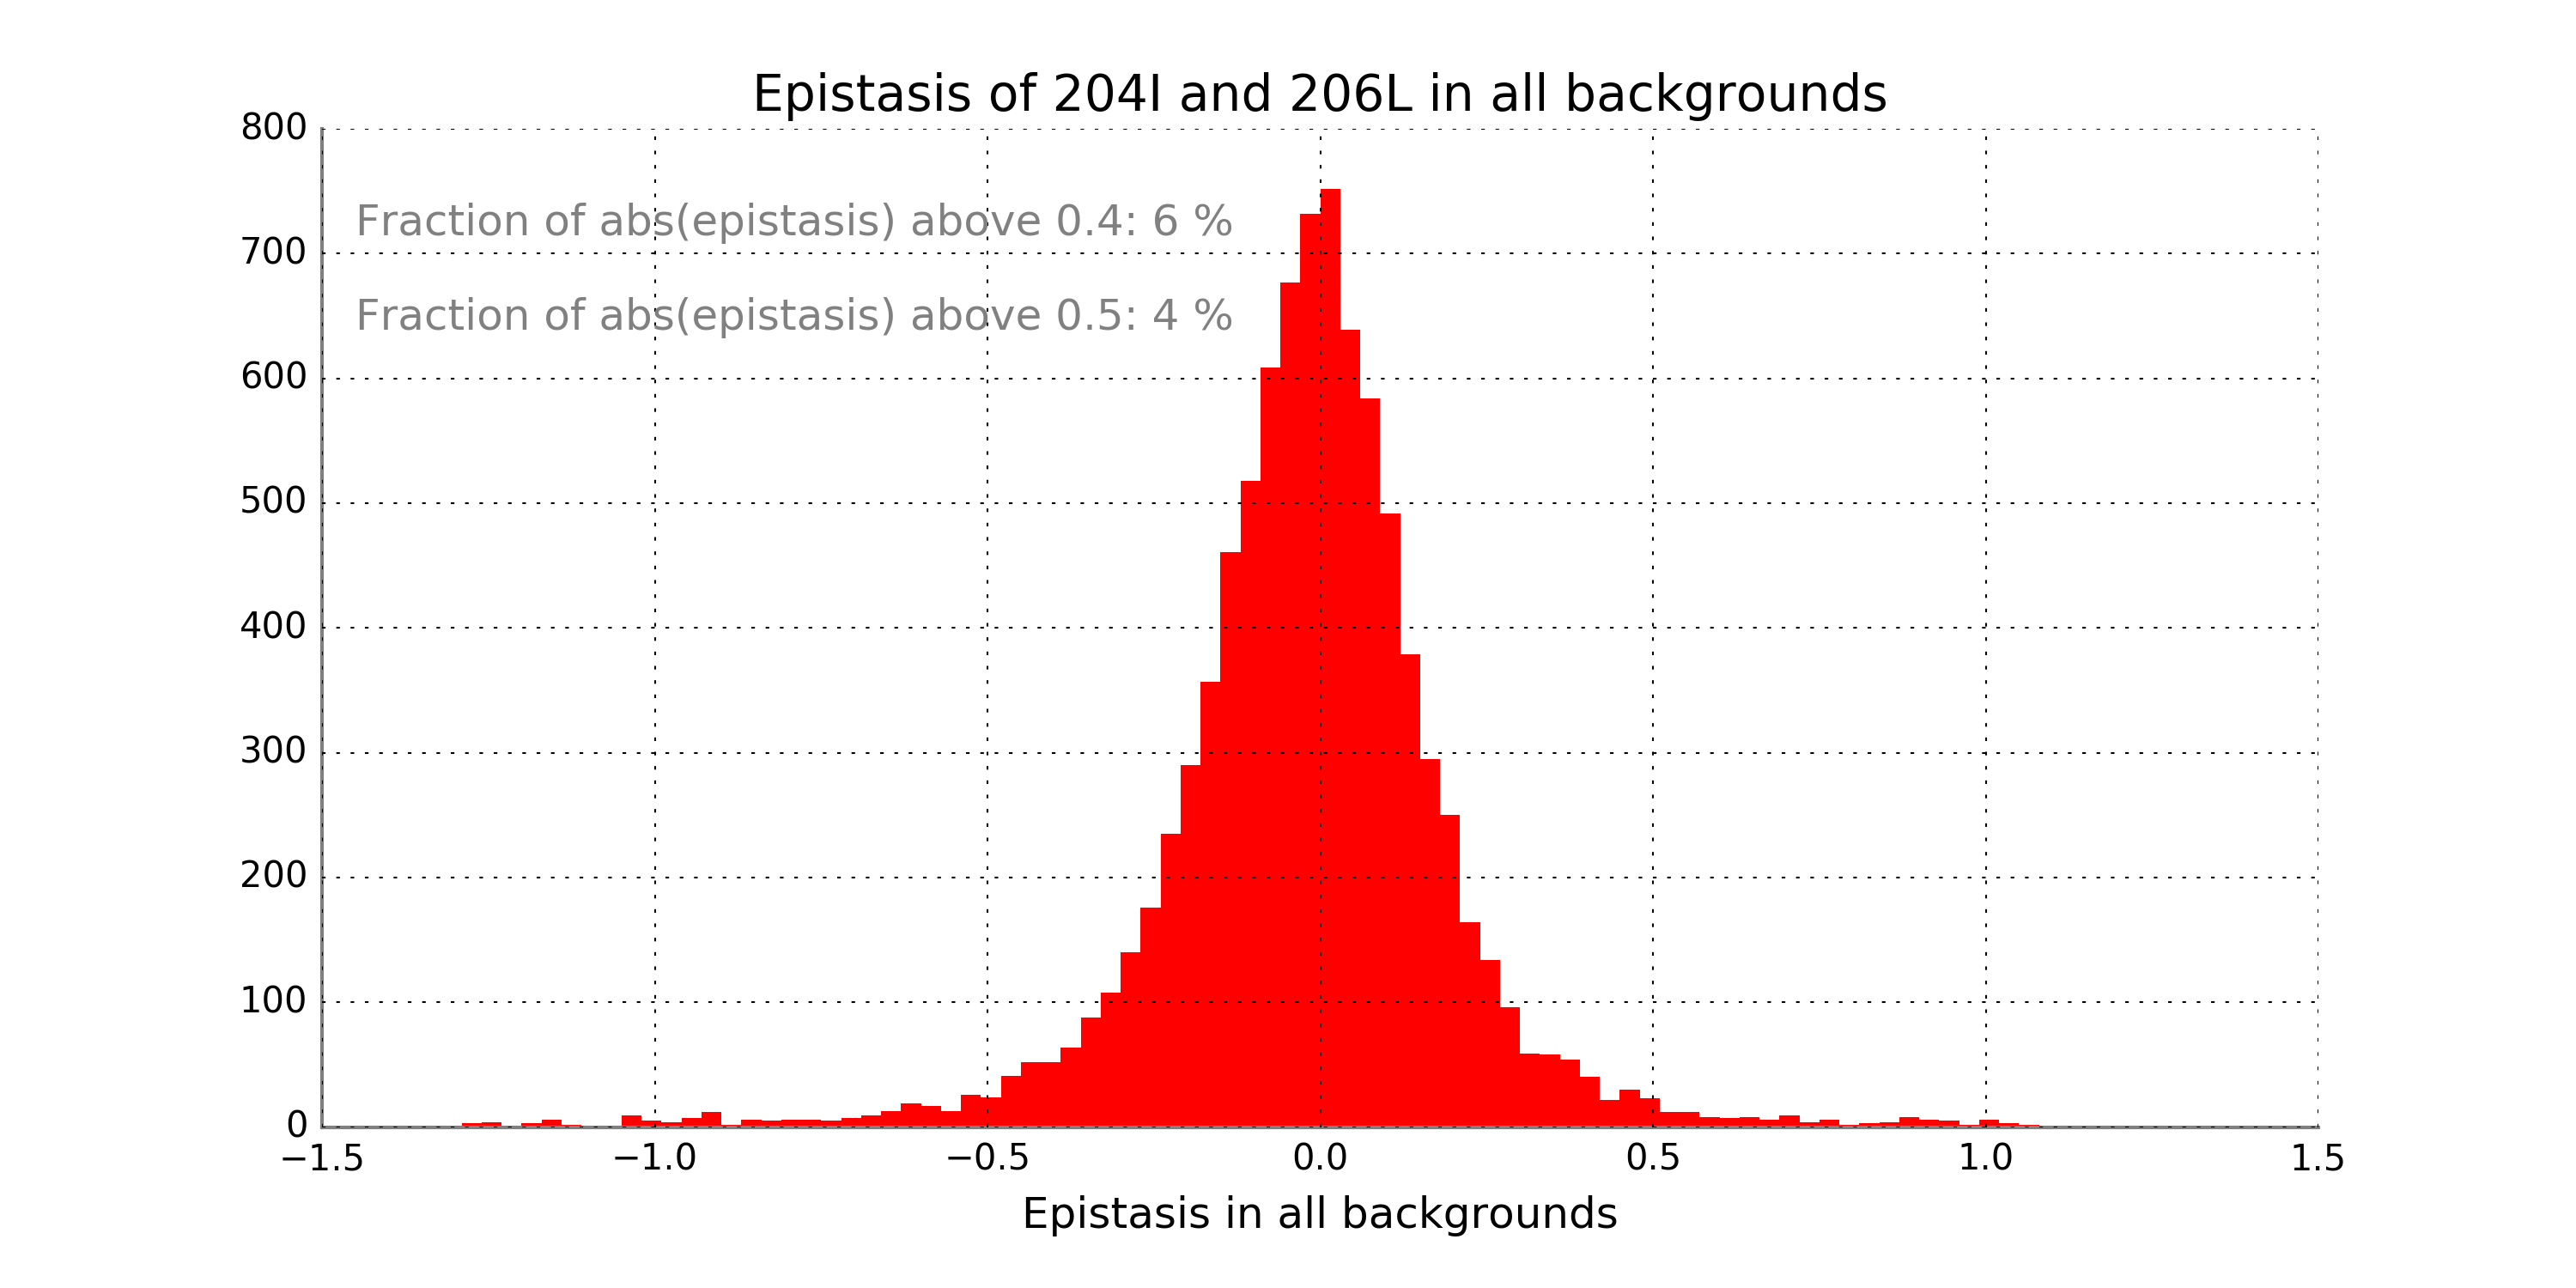 Epistasis of 204I and 206L in all backgrounds
800
Fraction of abs(epistasis) above 0.4: 6 %
700
Fraction of abs(epistasis) above 0.5: 4 %
600
500
400
300
200
100
0
−1.5 −1.0 −0.5 0.0 0.5 1.0 1.5
Epistasis in all backgrounds